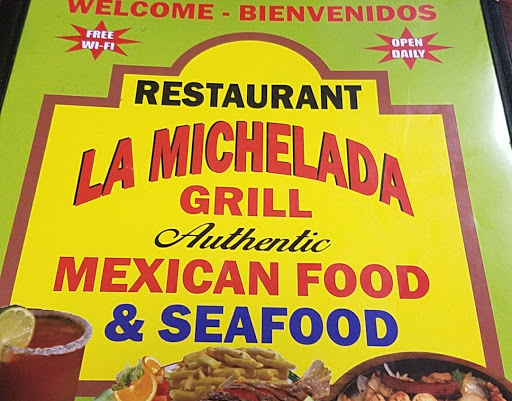 WELCOME - BIENVENIDOS
FREE
WI-FI
OPEN
DAILY
RESTAURANT
LA MICHELADA
GRILL
Authentic
MEXICAN FOOD
& SEAFOOD